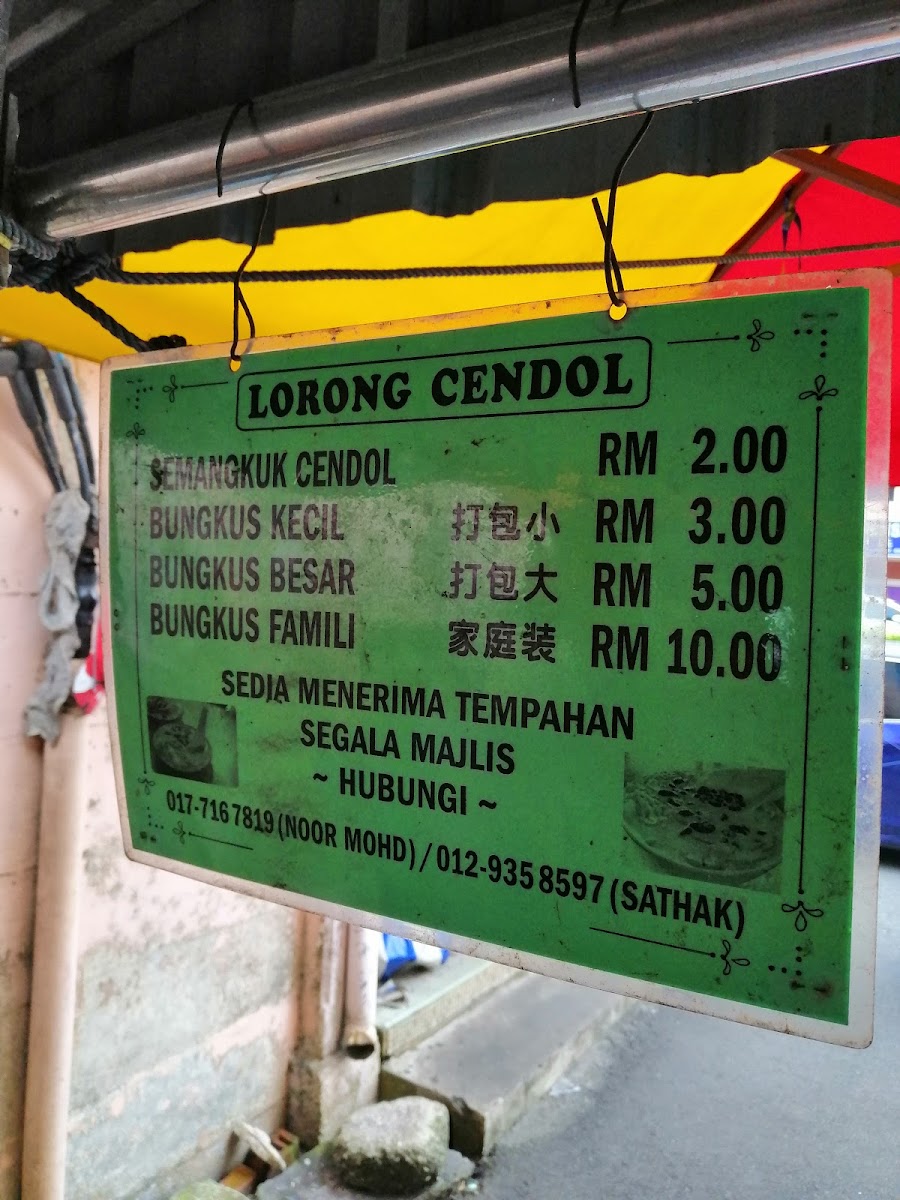 LORONG CENDOL
SEMANGKUK CENDOL RM 2.00
BUNGKUS KECIL 打包小 RM 3.00
BUNGKUS BESAR 打包大 RM 5.00
BUNGKUS FAMILI 家庭装 RM 10.00
SEDIA MENERIMA TEMPAHAN
SEGALA MAJLIS
~ HUBUNGI ~
017-716 7819 (NOOR MOHD) / 012-935 8597 (SATHAK)